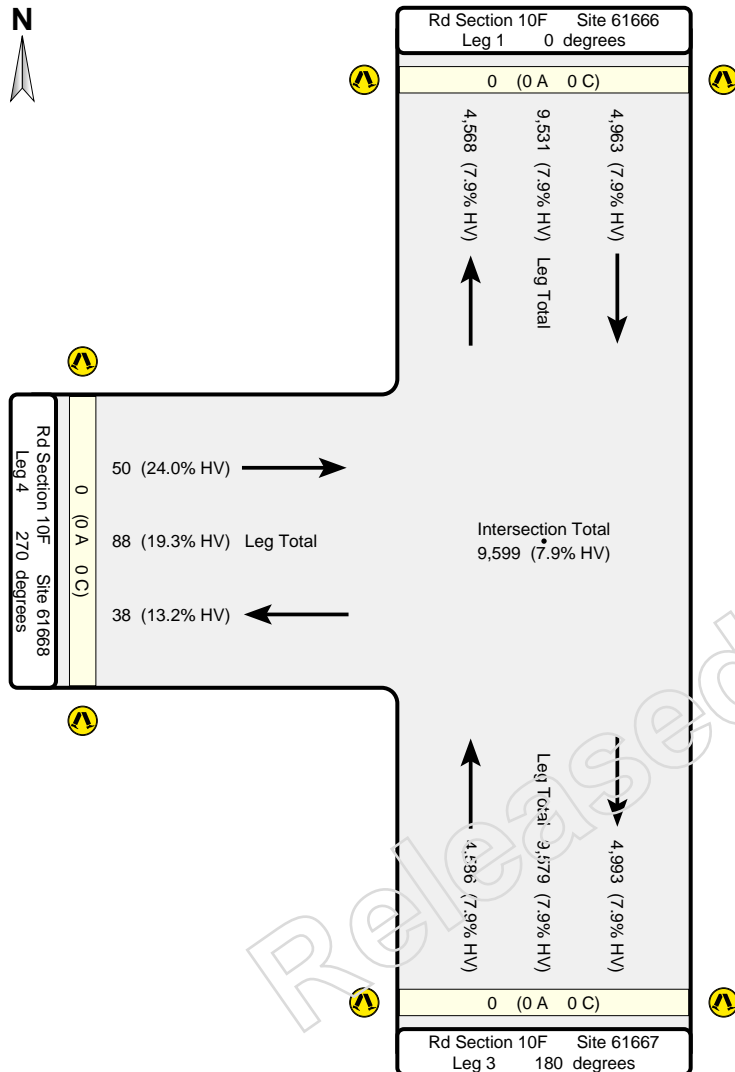 N
Rd Section 10F Site 61666
Leg 1 0 degrees
0 (0 A 0 C)
4,568 (7.9% HV)
9,531 (7.9% HV) Leg Total
4,963 (7.9% HV)
Rd Section 10F Site 61668
Leg 4 270 degrees
0 (0 A 0 C)
50 (24.0% HV)
88 (19.3% HV) Leg Total
38 (13.2% HV)
Intersection Total
9,599 (7.9% HV)
4,586 (7.9% HV)
Leg Total 9,579 (7.9% HV)
4,993 (7.9% HV)
0 (0 A 0 C)
Rd Section 10F Site 61667
Leg 3 180 degrees
Released